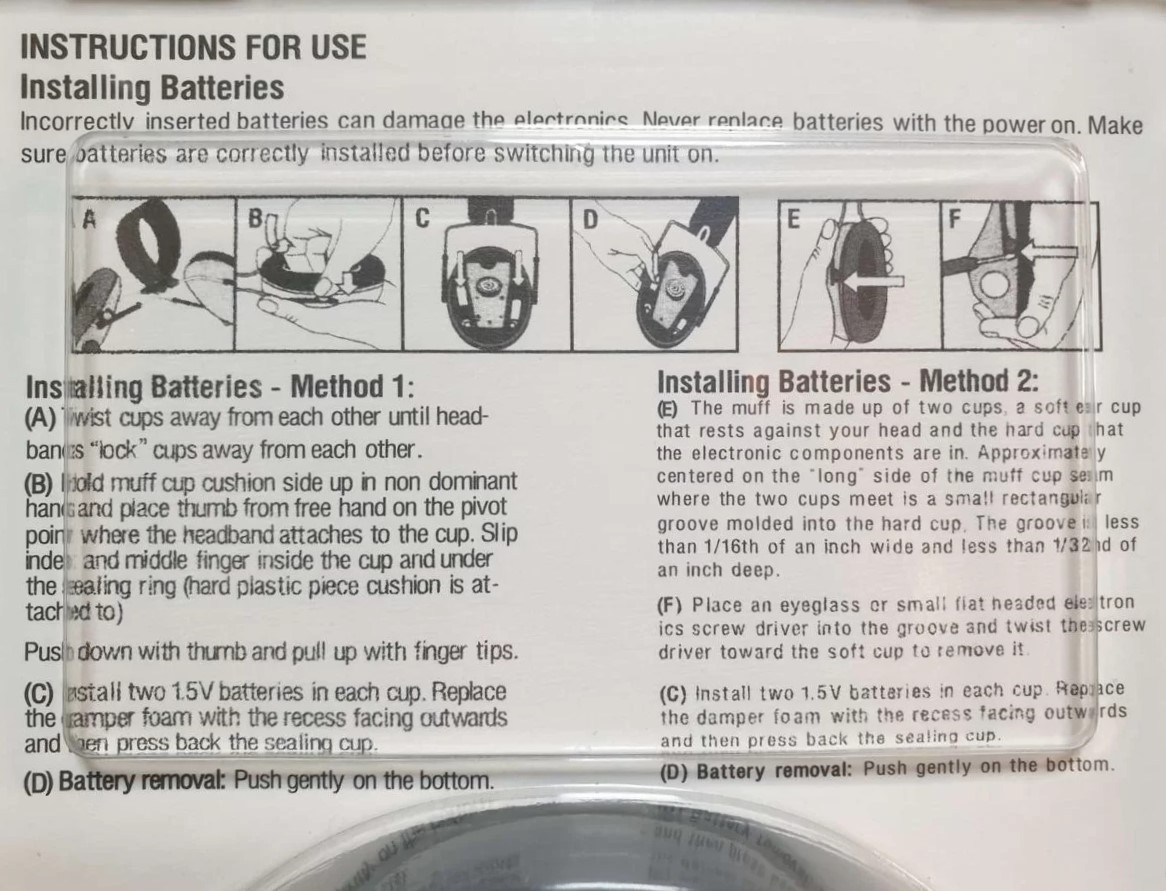 INSTRUCTIONS FOR USE
Installing Batteries
Incorrectly inserted batteries can damage the electronics. Never replace batteries with the power on. Make
sure batteries are correctly installed before switching the unit on.
A B C D E F
Installing Batteries - Method 1:
(A) Twist cups away from each other until head-
bands "lock" cups away from each other.
(B) Hold muff cup cushion side up in non dominant
hand and place thumb from free hand on the pivot
point where the headband attaches to the cup. Slip
index and middle finger inside the cup and under
the sealing ring (hard plastic piece cushion is at-
tached to)
Push down with thumb and pull up with finger tips.
(C) Install two 1.5V batteries in each cup. Replace
the damper foam with the recess facing outwards
and then press back the sealing cup.
(D) Battery removal: Push gently on the bottom.
Installing Batteries - Method 2:
(E) The muff is made up of two cups, a soft ear cup
that rests against your head and the hard cup that
the electronic components are in. Approximately
centered on the "long" side of the muff cup seam
where the two cups meet is a small rectangular
groove molded into the hard cup. The groove is less
than 1/16th of an inch wide and less than 1/32nd of
an inch deep.
(F) Place an eyeglass or small flat headed electron
ics screw driver into the groove and twist the screw
driver toward the soft cup to remove it.
(C) Install two 1.5V batteries in each cup. Replace
the damper foam with the recess facing outwards
and then press back the sealing cup.
(D) Battery removal: Push gently on the bottom.